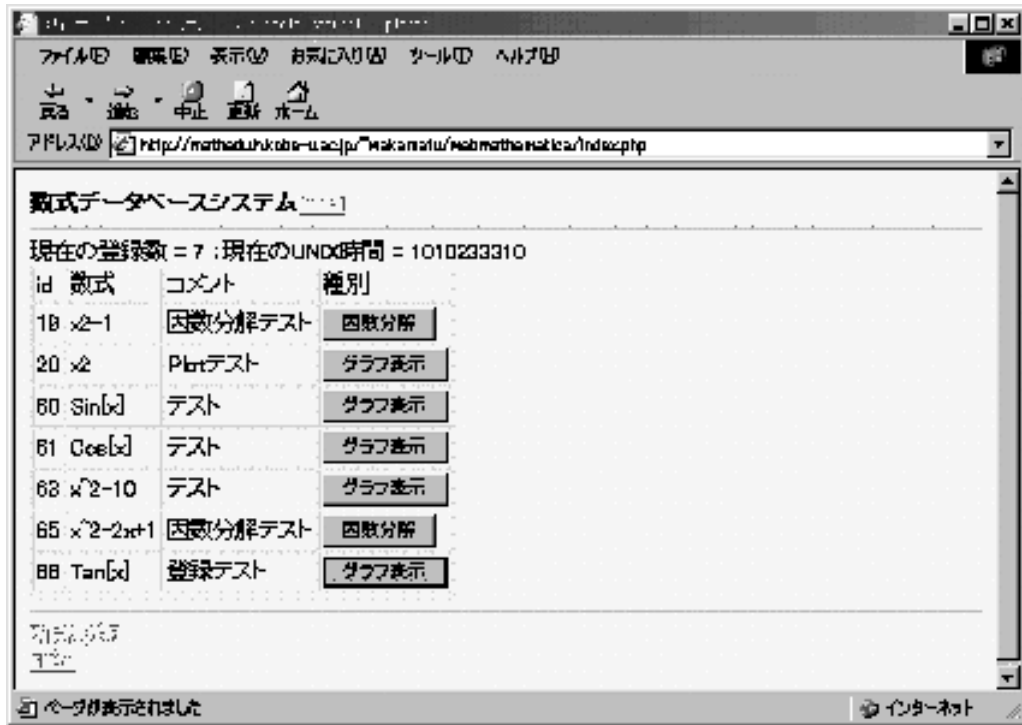 ファイル(F) 編集(E) 表示(V) お気に入り(A) ツール(T) ヘルプ(H)
戻る 進む 中止 更新 ホーム
アドレス(D)
数式データベースシステム
現在の登録数 = 7 ;現在のUNIX時間 = 1010233310
id 数式 コメント 種別
x2-1 因数分解テスト 因数分解
20 x2 Plotテスト グラフ表示
60 Sin[x] テスト グラフ表示
61 Cos[x] テスト グラフ表示
63 x^2-10 テスト グラフ表示
65 x^2-2x+1 因数分解テスト 因数分解
Tan[x] 登録テスト グラフ表示
ページが表示されました インターネット